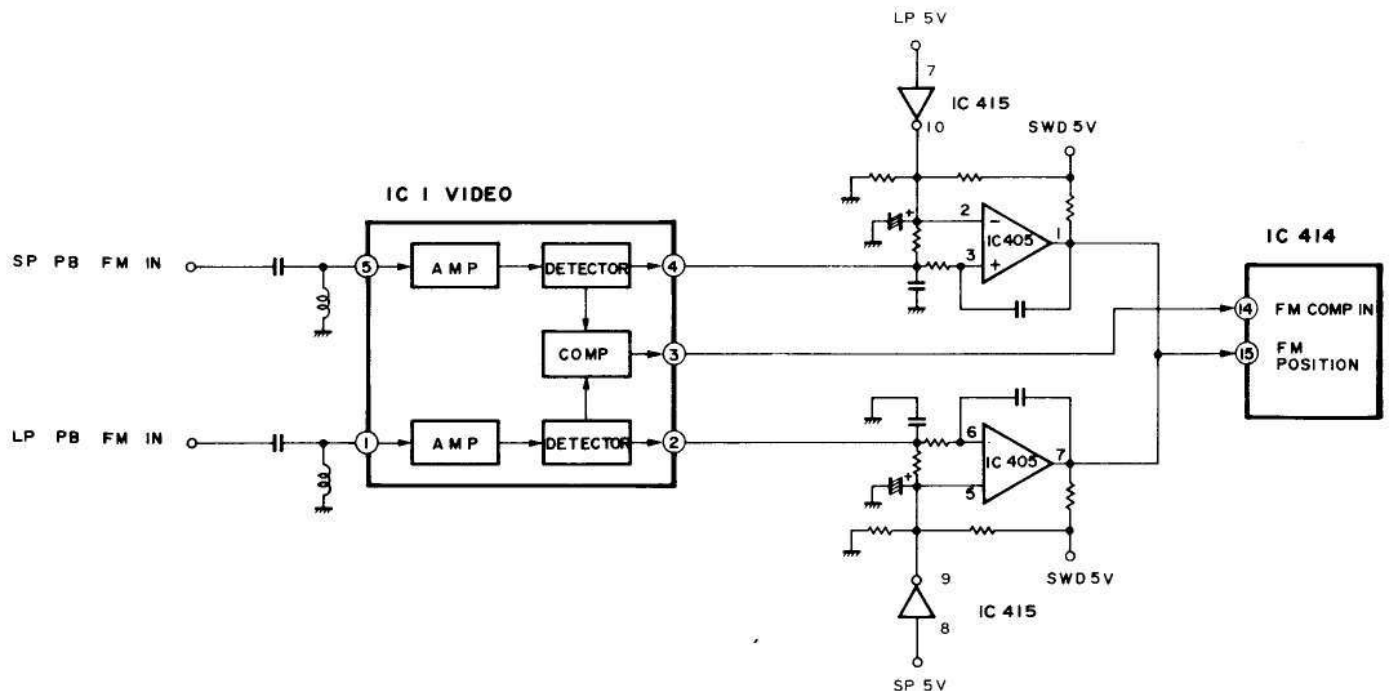 LP 5V
7
IC 415
10
SWD 5V
IC 1 VIDEO
2
−
IC 405
1
3
+
+
IC 414
SP PB FM IN
5
AMP
DETECTOR
4
14
FM COMP IN
COMP
3
15
FM POSITION
LP PB FM IN
1
AMP
DETECTOR
2
6
IC 405
7
+
5
SWD 5V
9
IC 415
8
SP 5V